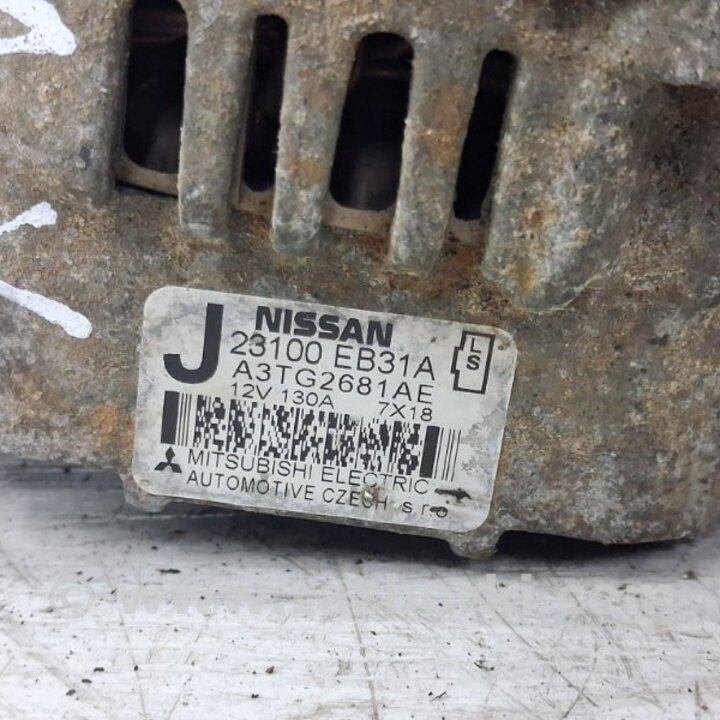 J
NISSAN
23100 EB31A
A3TG2681AE
L
S
12V 130A 7X18
MITSUBISHI ELECTRIC
AUTOMOTIVE CZECH s.r.o